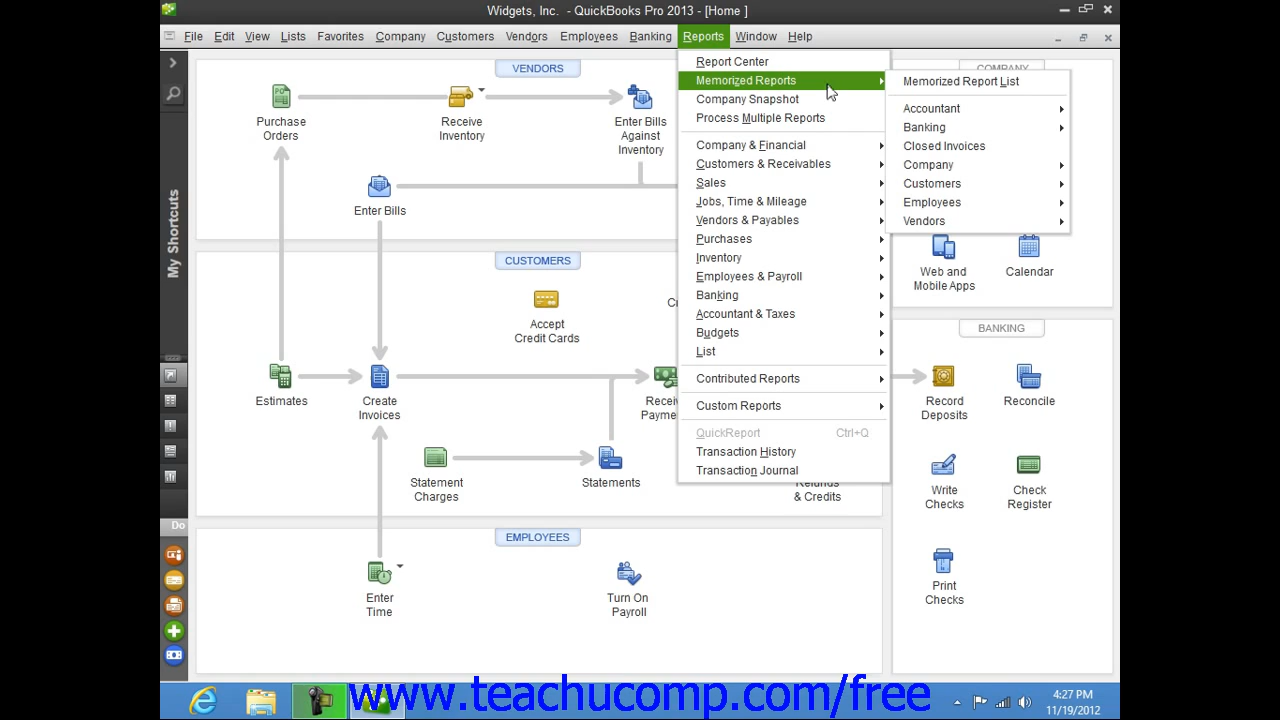 Widgets, Inc. - QuickBooks Pro 2013 - [Home ]
File Edit View Lists Favorites Company Customers Vendors Employees Banking Reports Window Help
My Shortcuts
Do
VENDORS
Purchase
Orders
Receive
Inventory
Enter Bills
Against
Inventory
Enter Bills
CUSTOMERS
Accept
Credit Cards
Estimates
Create
Invoices
Statement
Charges
Statements
& Credits
EMPLOYEES
Enter
Time
Turn On
Payroll
Report Center
Memorized Reports
Company Snapshot
Process Multiple Reports
Company & Financial
Customers & Receivables
Sales
Jobs, Time & Mileage
Vendors & Payables
Purchases
Inventory
Employees & Payroll
Banking
Accountant & Taxes
Budgets
List
Contributed Reports
Custom Reports
QuickReport Ctrl+Q
Transaction History
Transaction Journal
Memorized Report List
Accountant
Banking
Closed Invoices
Company
Customers
Employees
Vendors
Web and
Mobile Apps
Calendar
BANKING
Record
Deposits
Reconcile
Write
Checks
Check
Register
Print
Checks
www.teachucomp.com/free
4:27 PM
11/19/2012